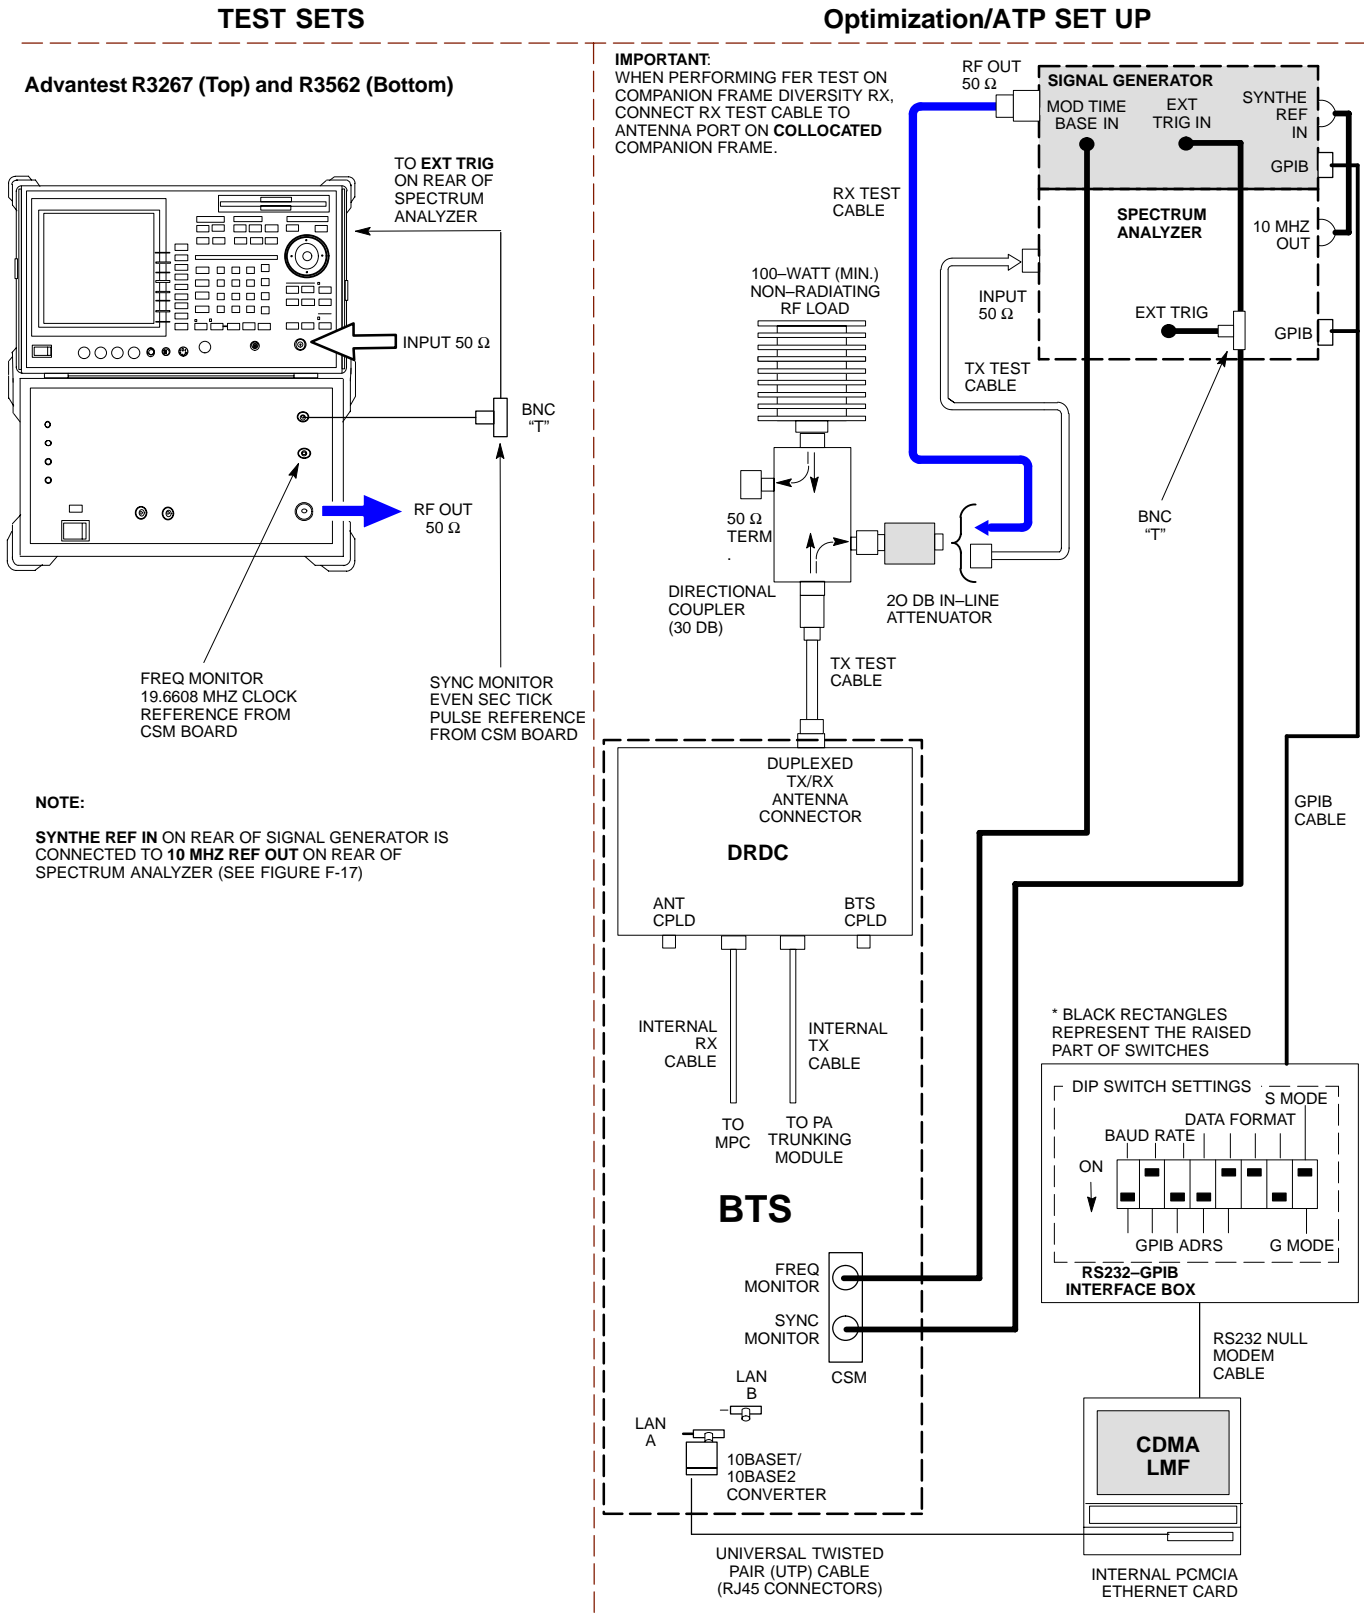 TEST SETS
Optimization/ATP SET UP
Advantest R3267 (Top) and R3562 (Bottom)
TO EXT TRIG
ON REAR OF
SPECTRUM
ANALYZER
INPUT 50 Ω
BNC
“T”
RF OUT
50 Ω
FREQ MONITOR
19.6608 MHZ CLOCK
REFERENCE FROM
CSM BOARD
SYNC MONITOR
EVEN SEC TICK
PULSE REFERENCE
FROM CSM BOARD
NOTE:
SYNTHE REF IN ON REAR OF SIGNAL GENERATOR IS
CONNECTED TO 10 MHZ REF OUT ON REAR OF
SPECTRUM ANALYZER (SEE FIGURE F-17)
IMPORTANT:
WHEN PERFORMING FER TEST ON
COMPANION FRAME DIVERSITY RX,
CONNECT RX TEST CABLE TO
ANTENNA PORT ON COLLOCATED
COMPANION FRAME.
RF OUT
50 Ω
SIGNAL GENERATOR
MOD TIME
BASE IN
EXT
TRIG IN
SYNTHE
REF
IN
GPIB
RX TEST
CABLE
SPECTRUM
ANALYZER
10 MHZ
OUT
100–WATT (MIN.)
NON–RADIATING
RF LOAD
INPUT
50 Ω
EXT TRIG
GPIB
TX TEST
CABLE
50 Ω
TERM
.
BNC
“T”
DIRECTIONAL
COUPLER
(30 DB)
2O DB IN–LINE
ATTENUATOR
TX TEST
CABLE
DUPLEXED
TX/RX
ANTENNA
CONNECTOR
DRDC
GPIB
CABLE
ANT
CPLD
BTS
CPLD
INTERNAL
RX
CABLE
INTERNAL
TX
CABLE
TO
MPC
TO PA
TRUNKING
MODULE
* BLACK RECTANGLES
REPRESENT THE RAISED
PART OF SWITCHES
DIP SWITCH SETTINGS
S MODE
DATA FORMAT
BAUD RATE
ON
GPIB ADRS
G MODE
RS232–GPIB
INTERFACE BOX
BTS
FREQ
MONITOR
SYNC
MONITOR
CSM
RS232 NULL
MODEM
CABLE
LAN
B
LAN
A
10BASET/
10BASE2
CONVERTER
CDMA
LMF
UNIVERSAL TWISTED
PAIR (UTP) CABLE
(RJ45 CONNECTORS)
INTERNAL PCMCIA
ETHERNET CARD